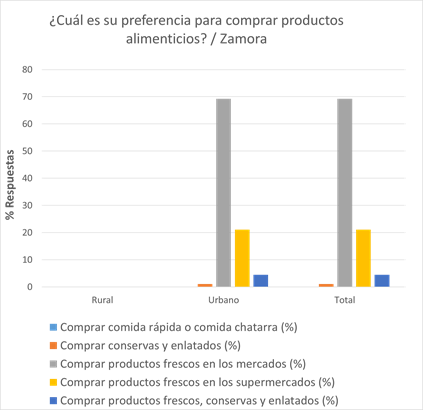 ¿Cuál es su preferencia para comprar productos
alimenticios? / Zamora
80
70
60
50
40
30
20
10
0
% Respuestas
Rural Urbano Total
Comprar comida rápida o comida chatarra (%)
Comprar conservas y enlatados (%)
Comprar productos frescos en los mercados (%)
Comprar productos frescos en los supermercados (%)
Comprar productos frescos, conservas y enlatados (%)